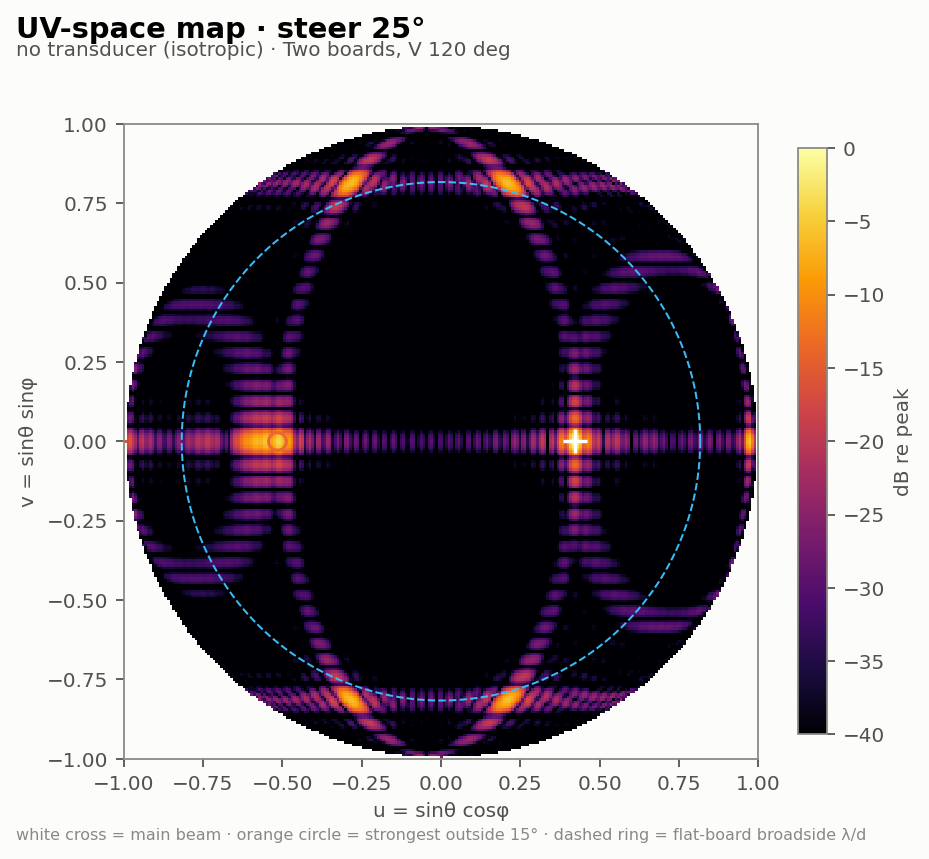 UV-space map · steer 25°
no transducer (isotropic) · Two boards, V 120 deg
1.00
0.75
0.50
0.25
0.00
−0.25
−0.50
−0.75
−1.00
v = sinθ sinφ
−1.00 −0.75 −0.50 −0.25 0.00 0.25 0.50 0.75 1.00
u = sinθ cosφ
0
−5
−10
−15
−20
−25
−30
−35
−40
dB re peak
white cross = main beam · orange circle = strongest outside 15° · dashed ring = flat-board broadside λ/d